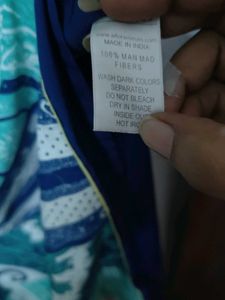 MADE IN INDIA
100% MAN MAD
FIBERS
WASH DARK COLORS
SEPARATELY
DO NOT BLEACH
DRY IN SHADE
INSIDE OUT
HOT IRO